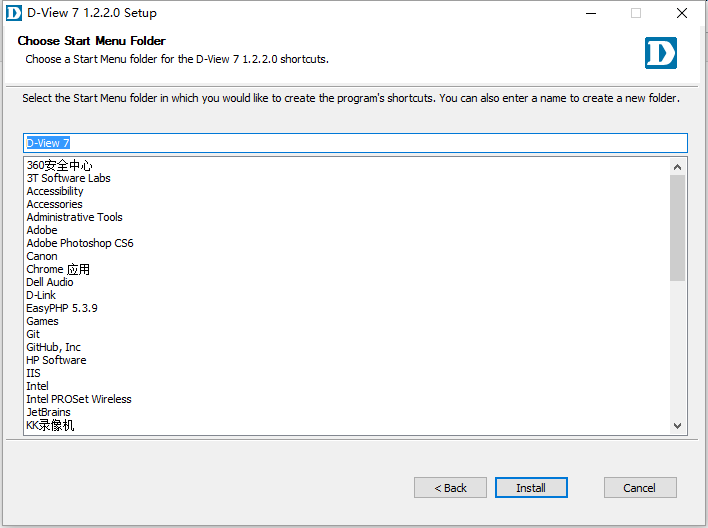 D-View 7 1.2.2.0 Setup
Choose Start Menu Folder
Choose a Start Menu folder for the D-View 7 1.2.2.0 shortcuts.
D
Select the Start Menu folder in which you would like to create the program's shortcuts. You can also enter a name to create a new folder.
D-View 7
360安全中心
3T Software Labs
Accessibility
Accessories
Administrative Tools
Adobe
Adobe Photoshop CS6
Canon
Chrome 应用
Dell Audio
D-Link
EasyPHP 5.3.9
Games
Git
GitHub, Inc
HP Software
IIS
Intel
Intel PROSet Wireless
JetBrains
KK录像机
< Back
Install
Cancel